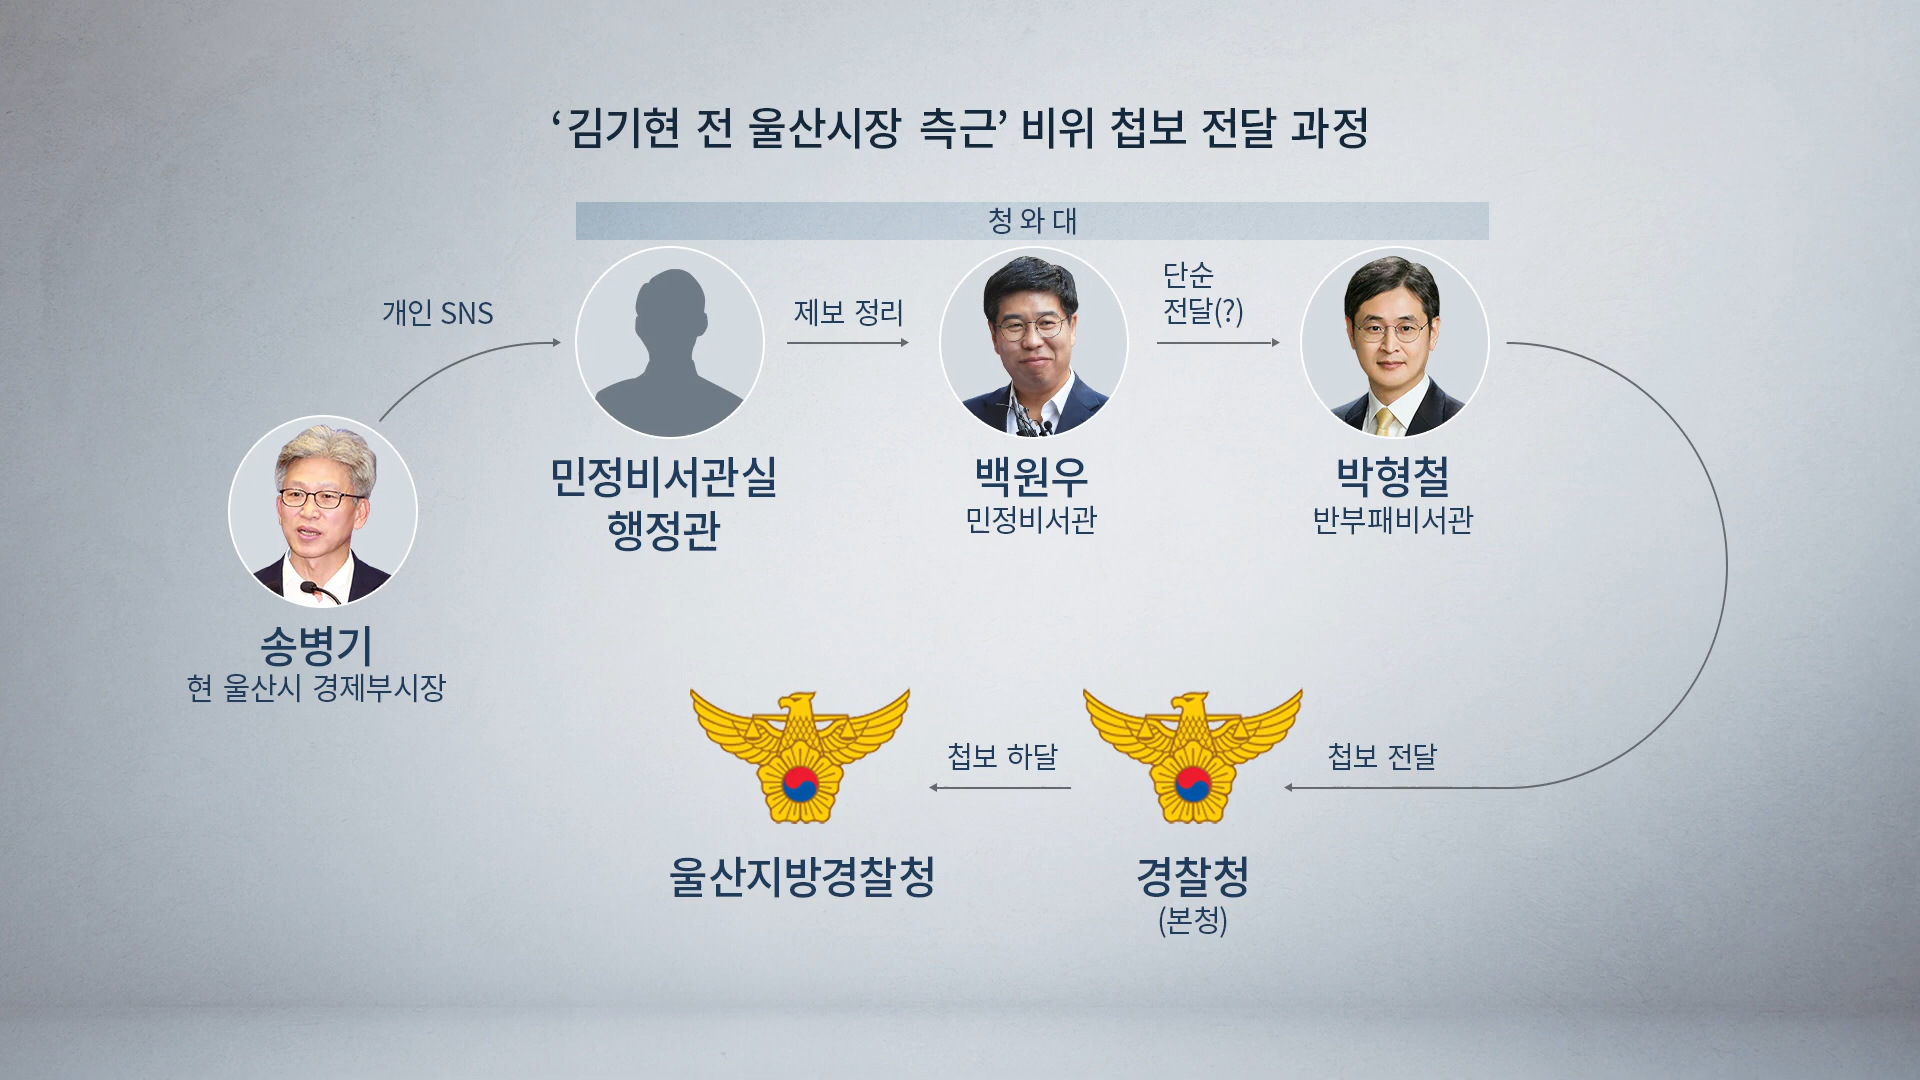 ‘김기현 전 울산시장 측근’ 비위 첩보 전달 과정
청와대
개인 SNS
제보 정리
단순
전달(?)
민정비서관실
행정관
백원우
민정비서관
박형철
반부패비서관
송병기
현 울산시 경제부시장
첩보 하달
첩보 전달
울산지방경찰청
경찰청
(본청)